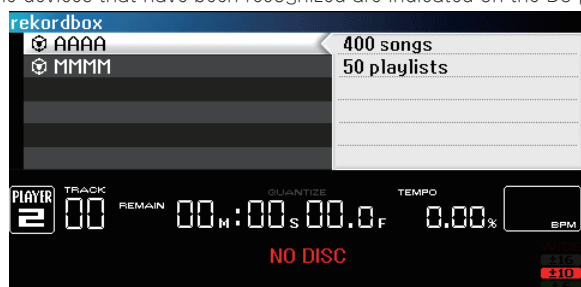 rekordbox
AAAA
400 songs
MMMM
50 playlists
PLAYER
2
TRACK
00
REMAIN
00M:00S00.0F
QUANTIZE
TEMPO
0.00%
BPM
NO DISC
±16
±10